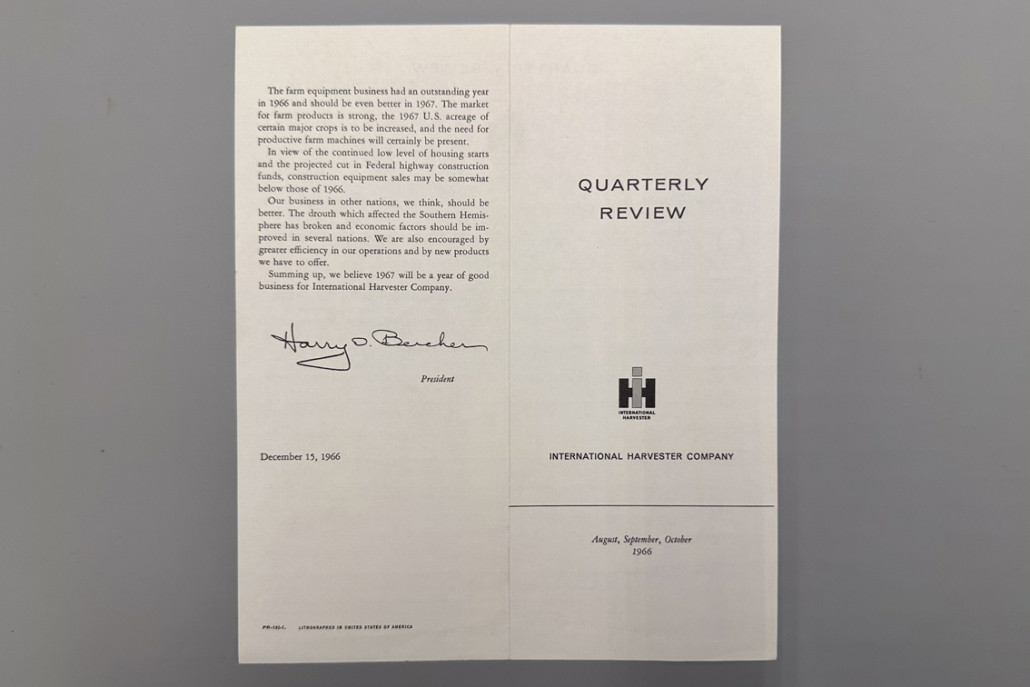 The farm equipment business had an outstanding year
in 1966 and should be even better in 1967. The market
for farm products is strong, the 1967 U.S. acreage of
certain major crops is to be increased, and the need for
productive farm machines will certainly be present.
In view of the continued low level of housing starts
and the projected cut in Federal highway construction
funds, construction equipment sales may be somewhat
below those of 1966.
Our business in other nations, we think, should be
better. The drouth which affected the Southern Hemis-
phere has broken and economic factors should be im-
proved in several nations. We are also encouraged by
greater efficiency in our operations and by new products
we have to offer.
Summing up, we believe 1967 will be a year of good
business for International Harvester Company.
Harry O. Bercher
President
December 15, 1966
LITHOGRAPHED IN UNITED STATES OF AMERICA
QUARTERLY
REVIEW
IH
INTERNATIONAL
HARVESTER
INTERNATIONAL HARVESTER COMPANY
August, September, October
1966